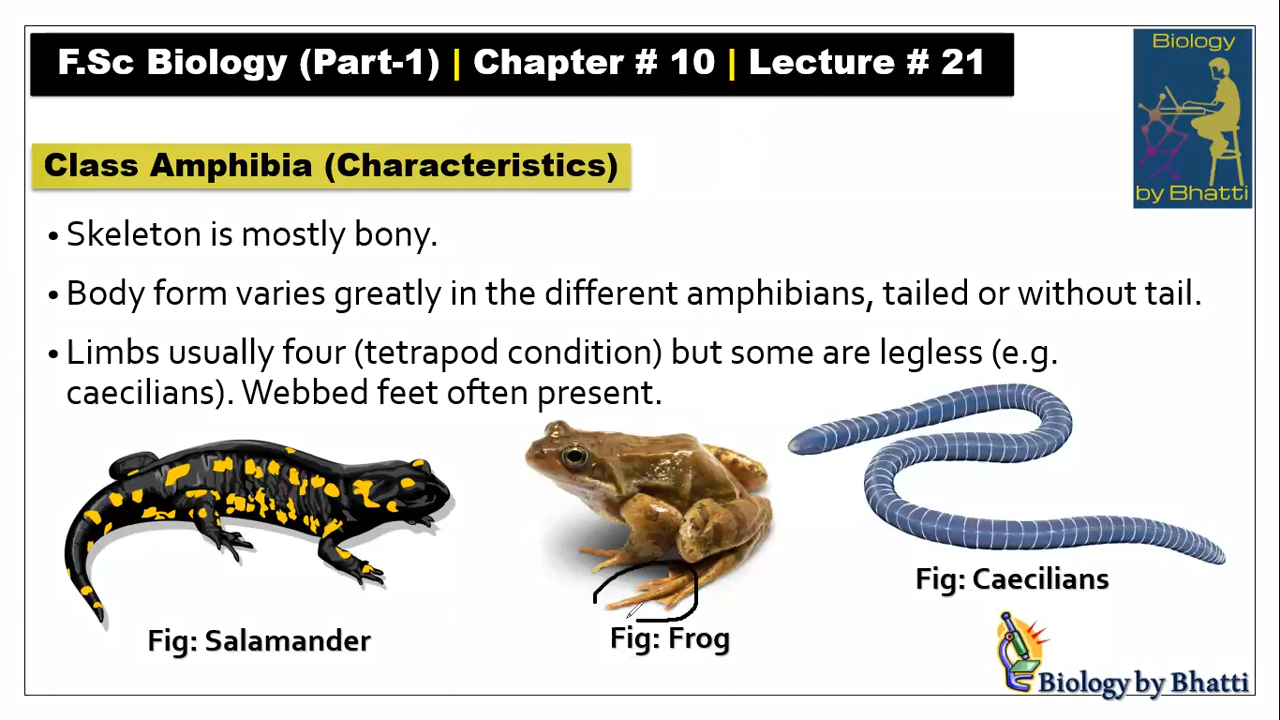 F.Sc Biology (Part-1) | Chapter # 10 | Lecture # 21
Biology
by Bhatti
Class Amphibia (Characteristics)
• Skeleton is mostly bony.
• Body form varies greatly in the different amphibians, tailed or without tail.
• Limbs usually four (tetrapod condition) but some are legless (e.g.
caecilians). Webbed feet often present.
Fig: Salamander
Fig: Frog
Fig: Caecilians
Biology by Bhatti